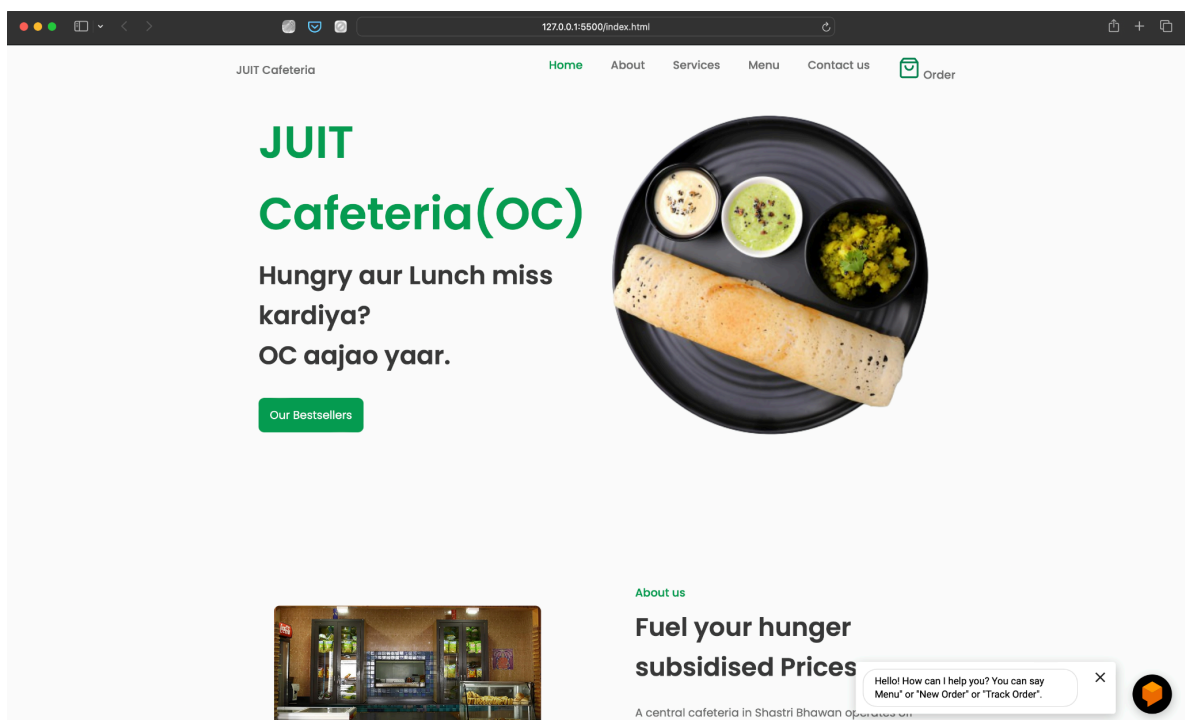 127.0.0.1:5500/index.html
JUIT Cafeteria
Home About Services Menu Contact us Order
JUIT
Cafeteria(OC)
Hungry aur Lunch miss
kardiya?
OC aajao yaar.
Our Bestsellers
About us
Fuel your hunger
subsidised Prices
A central cafeteria in Shastri Bhawan operates on
Hello! How can I help you? You can say
Menu" or "New Order" or "Track Order".